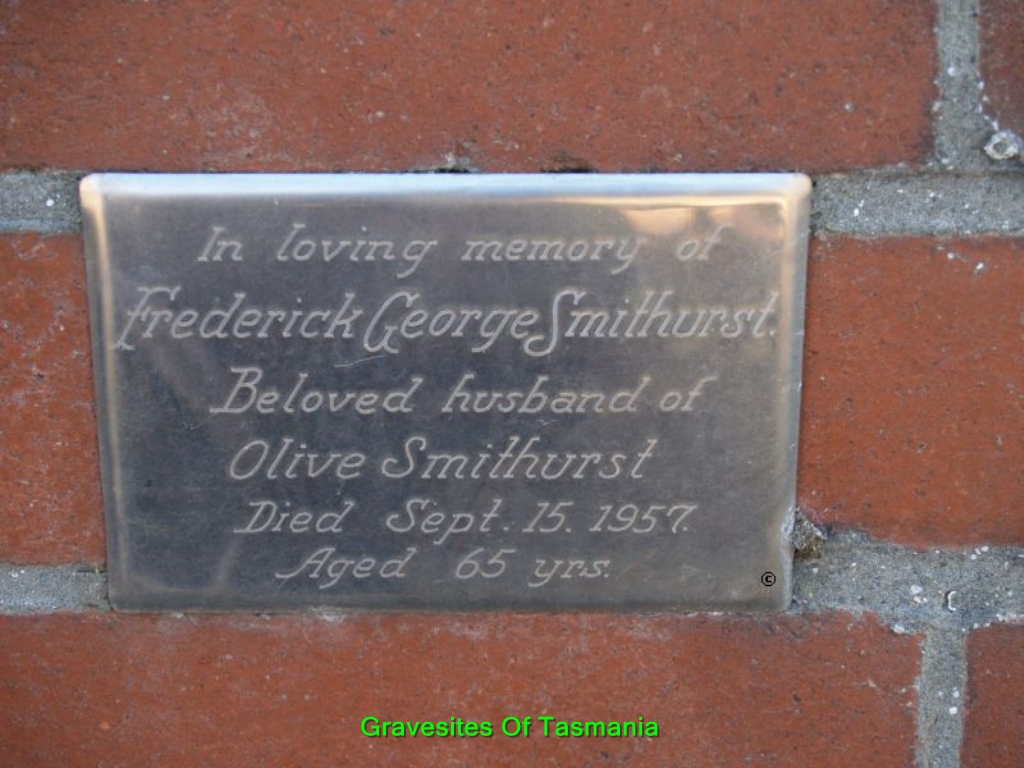 In loving memory of
Frederick George Smithurst.
Beloved husband of
Olive Smithurst
Died Sept. 15. 1957.
Aged 65 yrs.
©
Gravesites Of Tasmania